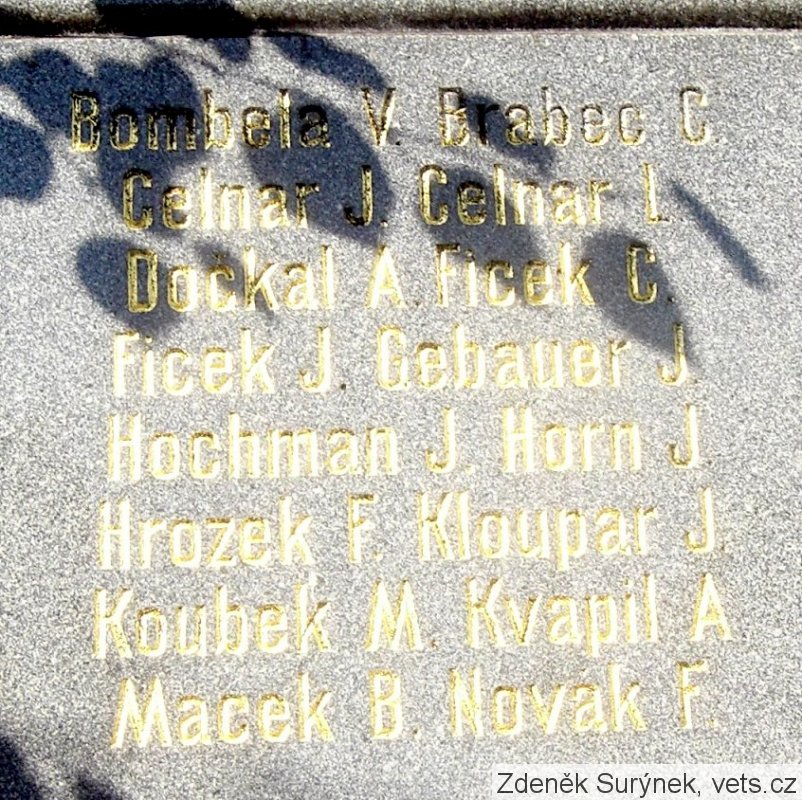 Bombela V. Brabec C.
Celnar J. Celnar L.
Dočkal A. Ficek C.
Ficek J. Gebauer J.
Hochman J. Horn J.
Hrozek F. Kloupar J.
Koubek M. Kvapil A
Macek B. Novák F.
Zdeněk Surýnek, vets.cz